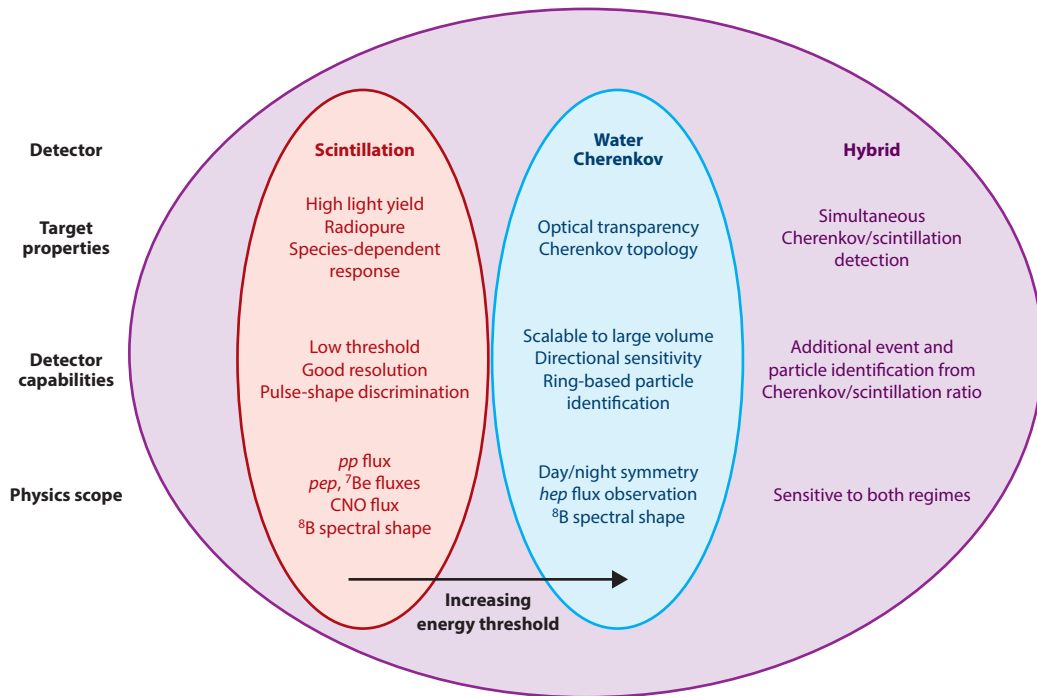 Detector
Scintillation
Water
Cherenkov
Hybrid
Target
properties
High light yield
Radiopure
Species-dependent
response
Optical transparency
Cherenkov topology
Simultaneous
Cherenkov/scintillation
detection
Detector
capabilities
Low threshold
Good resolution
Pulse-shape discrimination
Scalable to large volume
Directional sensitivity
Ring-based particle
identification
Additional event and
particle identification from
Cherenkov/scintillation ratio
Physics scope
pp flux
pep, ⁷Be fluxes
CNO flux
⁸B spectral shape
Day/night symmetry
hep flux observation
⁸B spectral shape
Sensitive to both regimes
Increasing
energy threshold